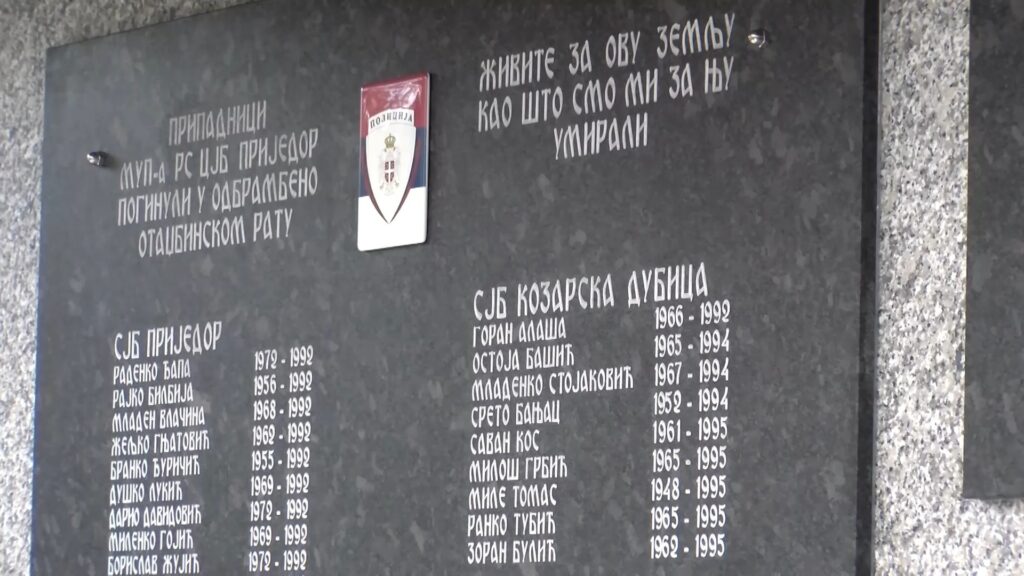 ПРИПАДНИЦИ
МУП-а РС ЦЈБ ПРИЈЕДОР
ПОГИНУЛИ У ОДБРАМБЕНО
ОТАЏБИНСКОМ РАТУ
ПОЛИЦИЈА
ЖИВИТЕ ЗА ОВУ ЗЕМЉУ
КАО ШТО СМО МИ ЗА ЊУ
УМИРАЛИ
СЈБ ПРИЈЕДОР
РАДЕНКО ЂАПА 1972 - 1992
РАЈКО БИЛБИЈА 1956 - 1992
МЛАДЕН ВЛАЧИНА 1968 - 1992
ЖЕЉКО ГЊАТОВИЋ 1962 - 1992
БРАНКО ЂУРИЧИЋ 1955 - 1992
ДУШКО ЛУКИЋ 1969 - 1992
ДАРИО ДАВИДОВИЋ 1972 - 1992
МИЛЕНКО ГОЈИЋ 1969 - 1992
БОРИСЛАВ ЖУЈИЋ 1972 - 1992
СЈБ КОЗАРСКА ДУБИЦА
ГОРАН АЛАША 1966 - 1992
ОСТОЈА БАШИЋ 1965 - 1994
МЛАДЕНКО СТОЈАКОВИЋ 1967 - 1994
СРЕТО БАЊАЦ 1952 - 1994
САВАН КОС 1961 - 1995
МИЛОШ ГРБИЋ 1965 - 1995
МИЛЕ ТОМАС 1948 - 1995
РАНКО ТУБИЋ 1965 - 1995
ЗОРАН БУЛИЋ 1962 - 1995